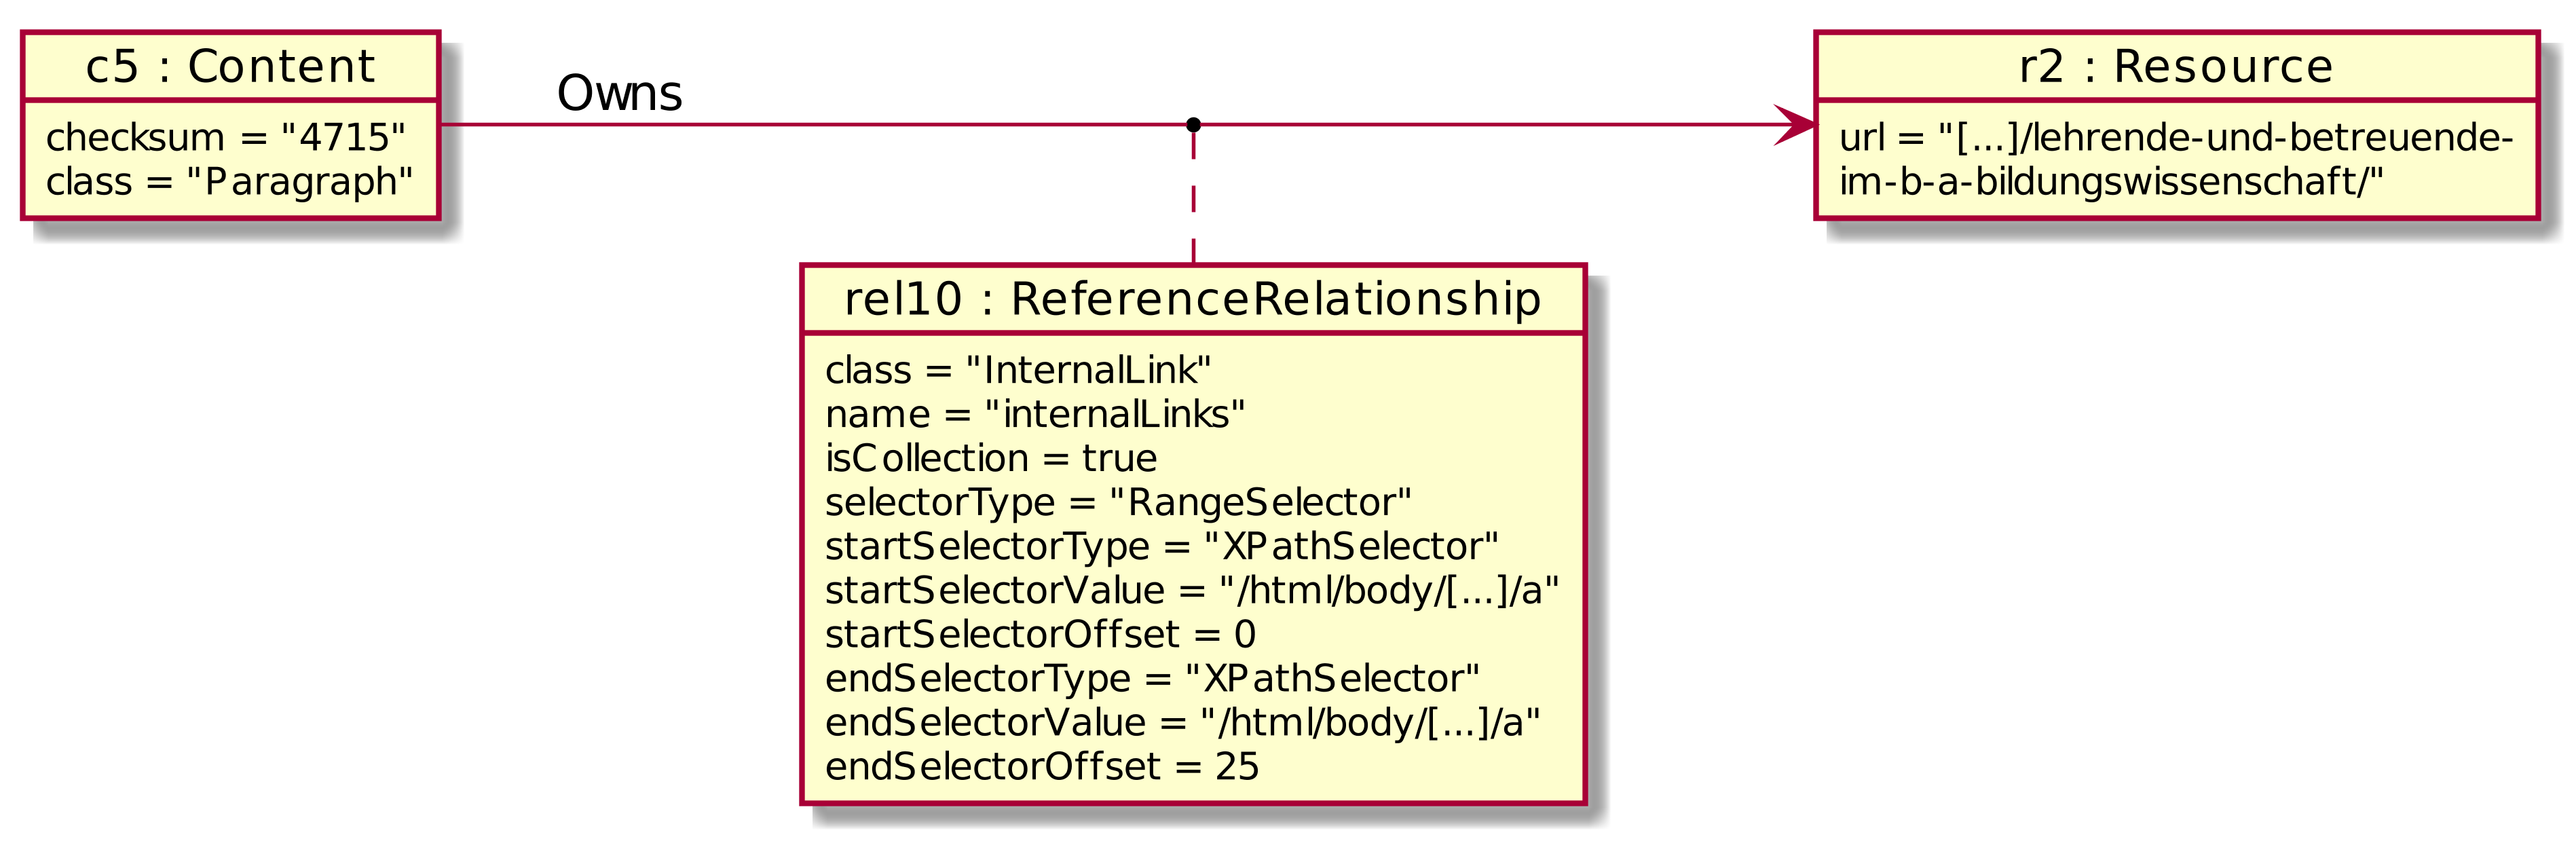 c5 : Content
checksum = "4715"
class = "Paragraph"
Owns
r2 : Resource
url = "[...]/lehrende-und-betreuende-
im-b-a-bildungswissenschaft/"
rel10 : ReferenceRelationship
class = "InternalLink"
name = "internalLinks"
isCollection = true
selectorType = "RangeSelector"
startSelectorType = "XPathSelector"
startSelectorValue = "/html/body/[...]/a"
startSelectorOffset = 0
endSelectorType = "XPathSelector"
endSelectorValue = "/html/body/[...]/a"
endSelectorOffset = 25